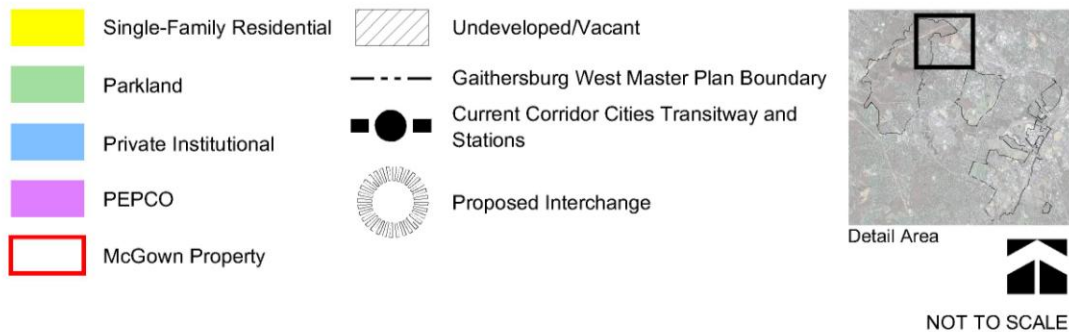 Single-Family Residential
Parkland
Private Institutional
PEPCO
McGown Property
Undeveloped/Vacant
Gaithersburg West Master Plan Boundary
Current Corridor Cities Transitway and
Stations
Proposed Interchange
Detail Area
NOT TO SCALE